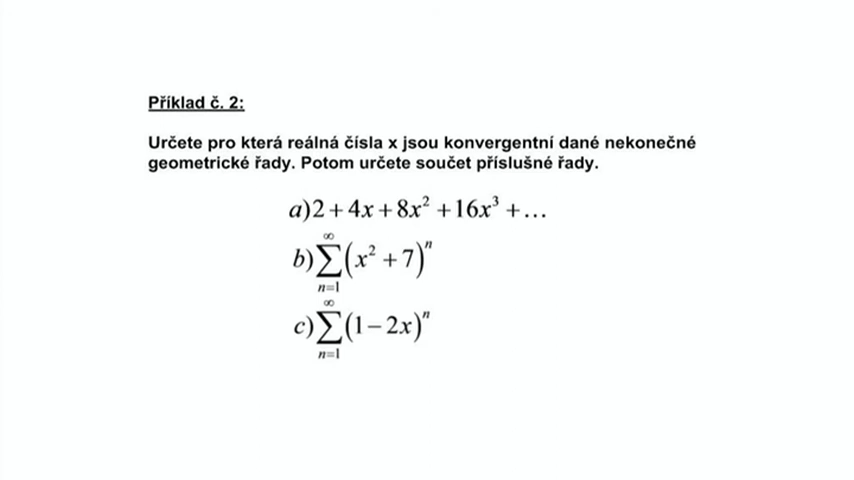 Příklad č. 2:
Určete pro která reálná čísla x jsou konvergentní dané nekonečné
geometrické řady. Potom určete součet příslušné řady.
a)2 + 4x + 8x² + 16x³ + …
b)∑_{n=1}^{∞}(x² + 7)ⁿ
c)∑_{n=1}^{∞}(1 − 2x)ⁿ